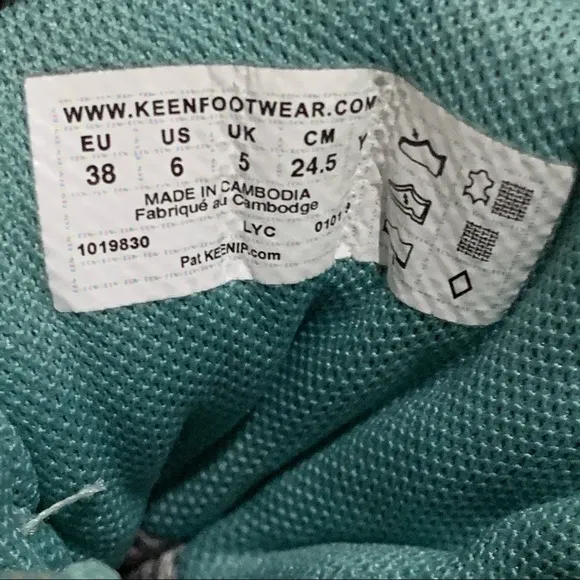 WWW.KEENFOOTWEAR.COM
EU US UK CM Y
38 6 5 24.5
MADE IN CAMBODIA
Fabriqué au Cambodge
1019830 LYC
Pat KEENIP.com